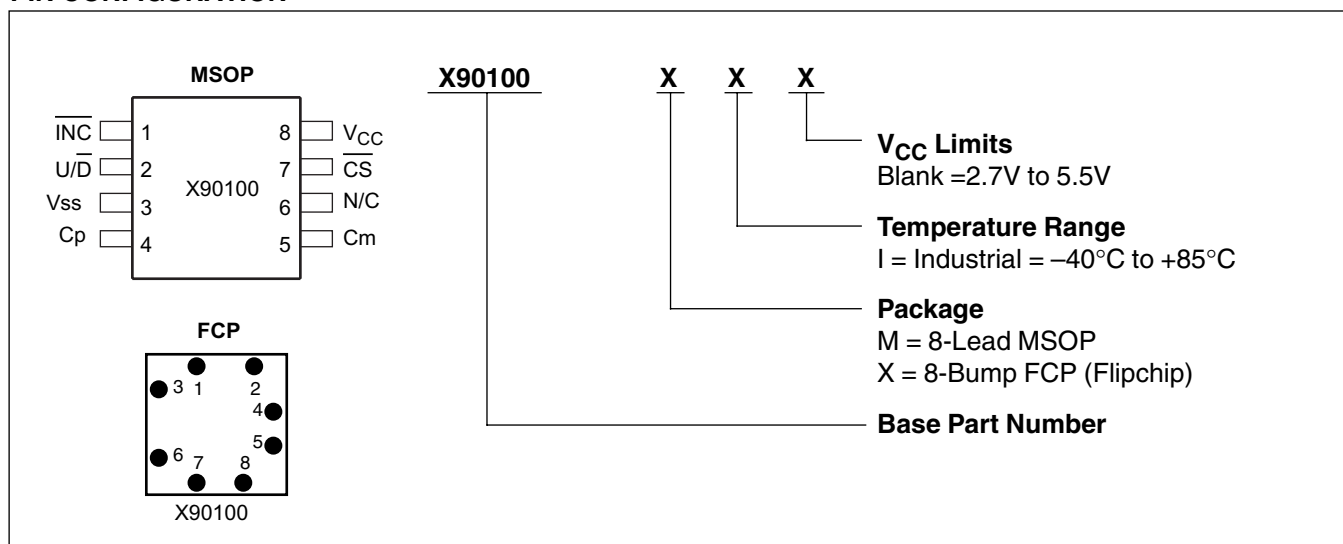 MSOP
I̅N̅C̅ 1 8 VCC
U/D̅ 2 7 C̅S̅
X90100
Vss 3 6 N/C
Cp 4 5 Cm
FCP
3 1 2
4
5
6 7 8
X90100
X90100 X X X
VCC Limits
Blank =2.7V to 5.5V
Temperature Range
I = Industrial = –40°C to +85°C
Package
M = 8-Lead MSOP
X = 8-Bump FCP (Flipchip)
Base Part Number